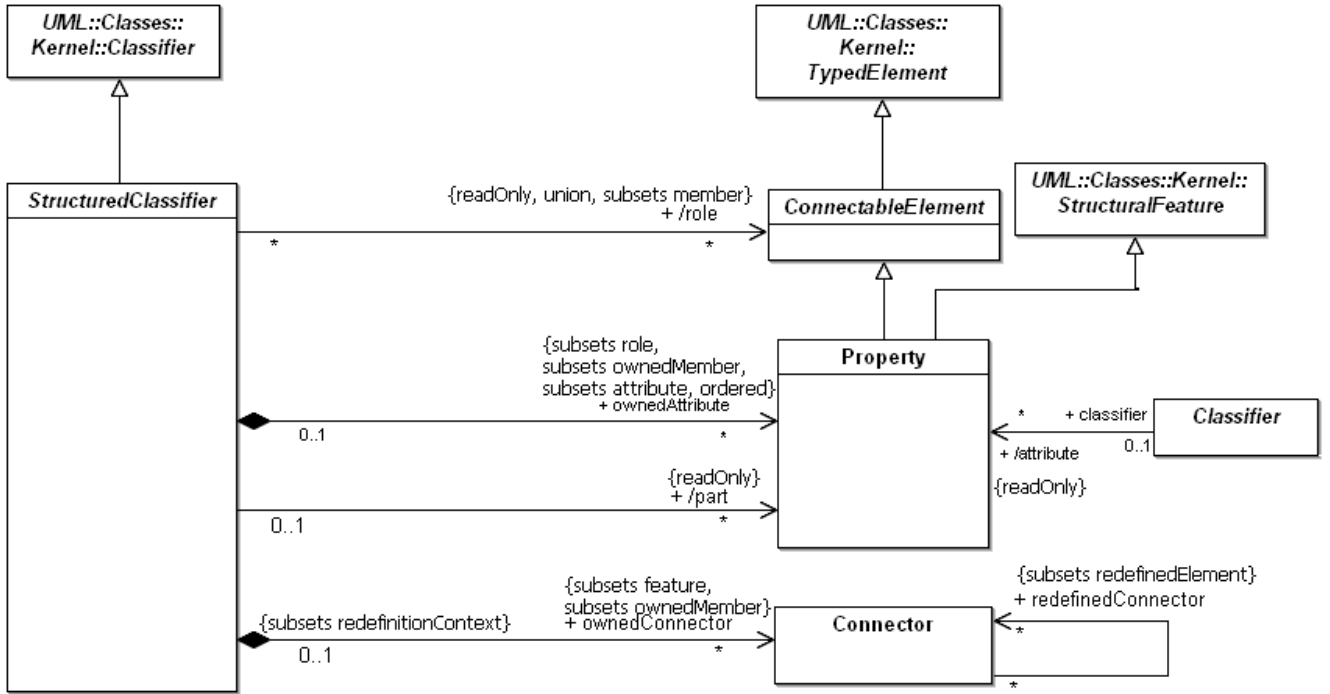 UML::Classes::
Kernel::Classifier
UML::Classes::
Kernel::
TypedElement
StructuredClassifier
{readOnly, union, subsets member}
+ /role
*
*
ConnectableElement
UML::Classes::Kernel::
StructuralFeature
{subsets role,
subsets ownedMember,
subsets attribute, ordered}
+ ownedAttribute
0..1
*
Property
* + classifier
+ /attribute 0..1
{readOnly}
Classifier
{readOnly}
+ /part
0..1
*
{subsets redefinitionContext}
0..1
{subsets feature,
subsets ownedMember}
+ ownedConnector
*
Connector
{subsets redefinedElement}
+ redefinedConnector
*
*